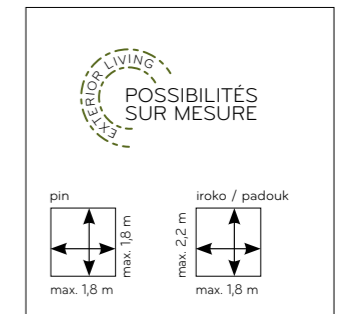 EXTERIOR LIVING
POSSIBILITÉS
SUR MESURE
pin
max. 1,8 m
max. 1,8 m
iroko / padouk
max. 2,2 m
max. 1,8 m